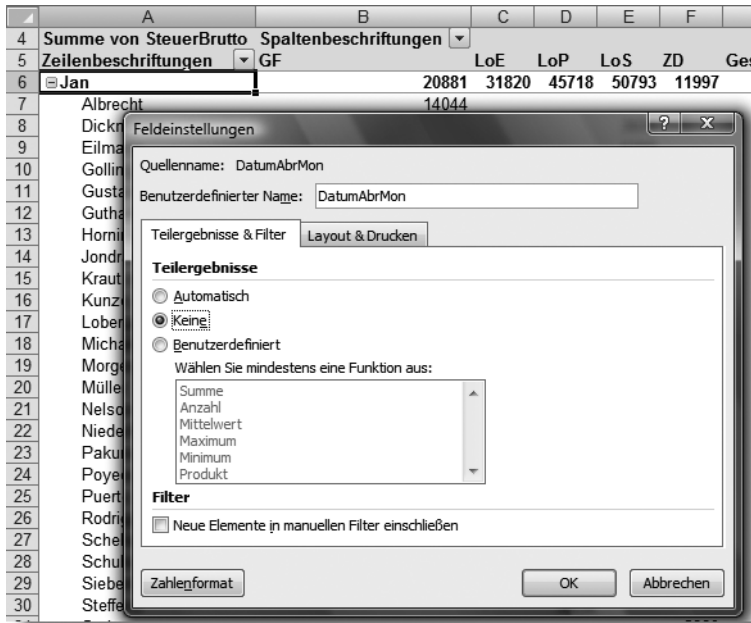 A B C D E F
4 Summe von SteuerBrutto Spaltenbeschriftungen
5 Zeilenbeschriftungen GF LoE LoP LoS ZD
6 Jan 20881 31820 45718 50793 11997
7 Albrecht 14044
8
9
10
11
12
13
14
15
16
17
18
19
20
21
22
23
24
25
26
27
28
29
30
Feldeinstellungen
Quellenname: DatumAbrMon
Benutzerdefinierter Name: DatumAbrMon
Teilergebnisse & Filter Layout & Drucken
Teilergebnisse
Automatisch
Keine
Benutzerdefiniert
Wählen Sie mindestens eine Funktion aus:
Summe
Anzahl
Mittelwert
Maximum
Minimum
Produkt
Filter
Neue Elemente in manuellen Filter einschließen
Zahlenformat OK Abbrechen